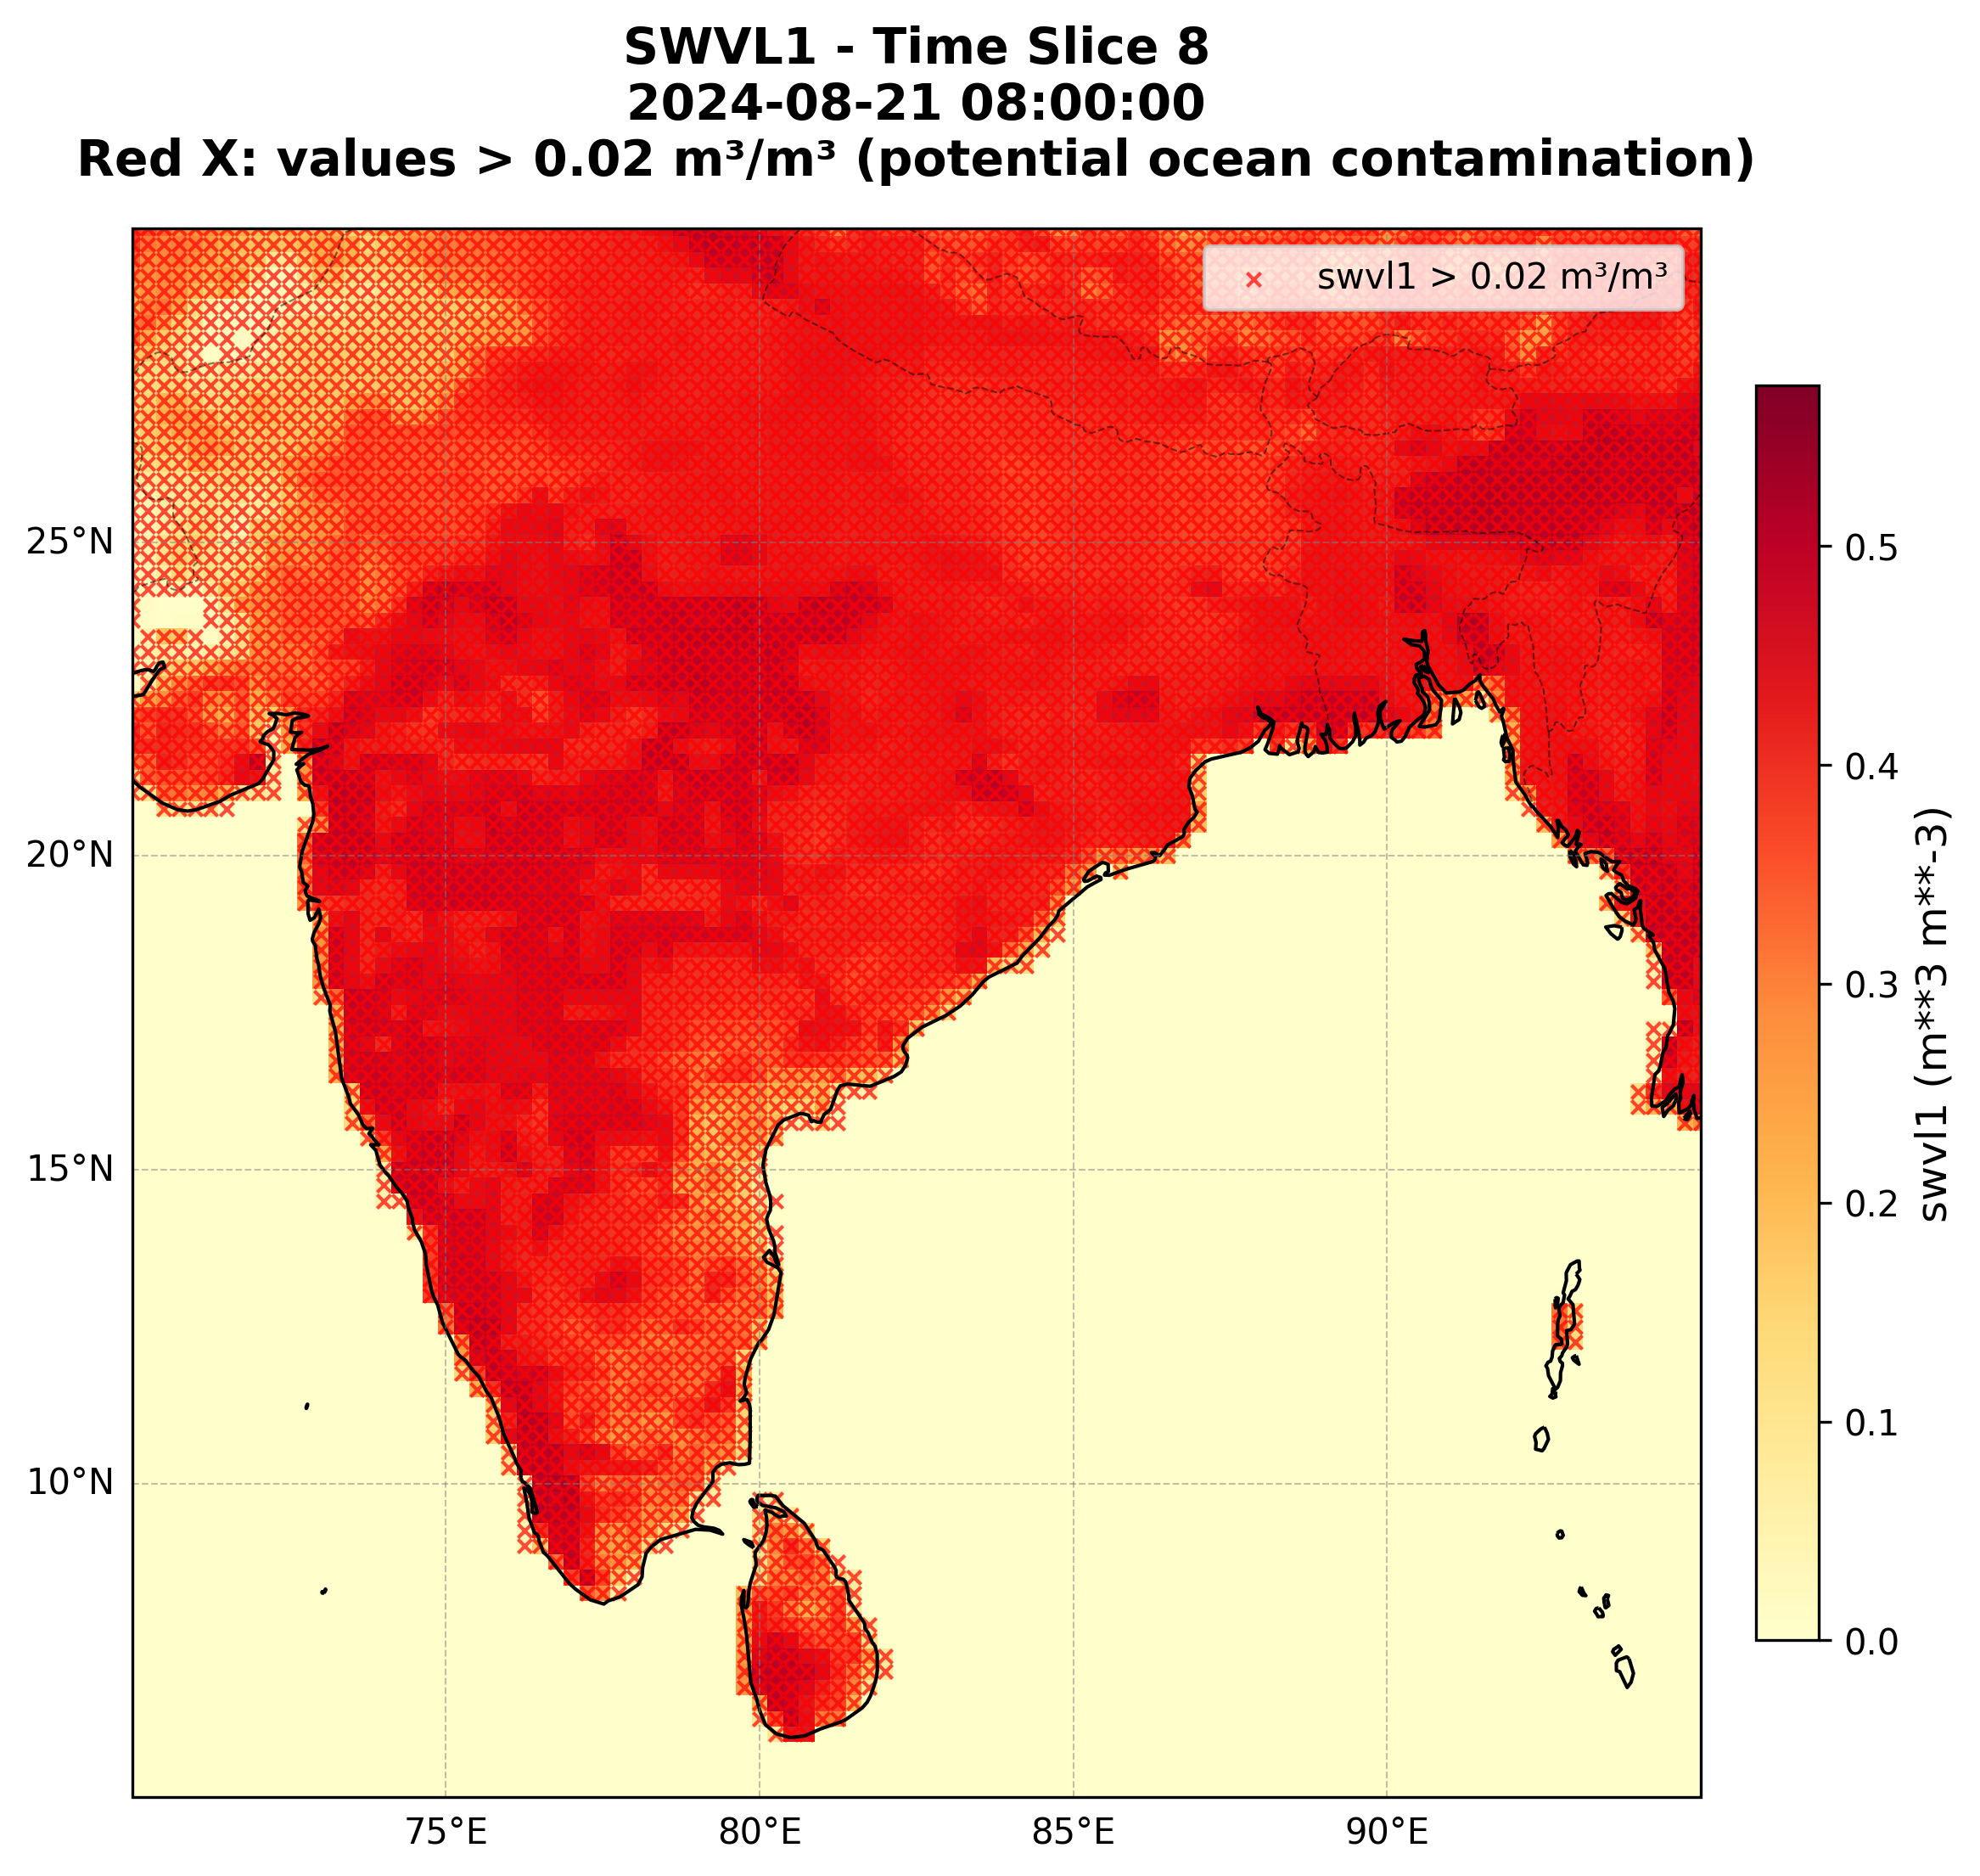 SWVL1 - Time Slice 8
2024-08-21 08:00:00
Red X: values > 0.02 m³/m³ (potential ocean contamination)
swvl1 > 0.02 m³/m³
25°N
20°N
15°N
10°N
75°E
80°E
85°E
90°E
0.5
0.4
0.3
0.2
0.1
0.0
swvl1 (m**3 m**-3)